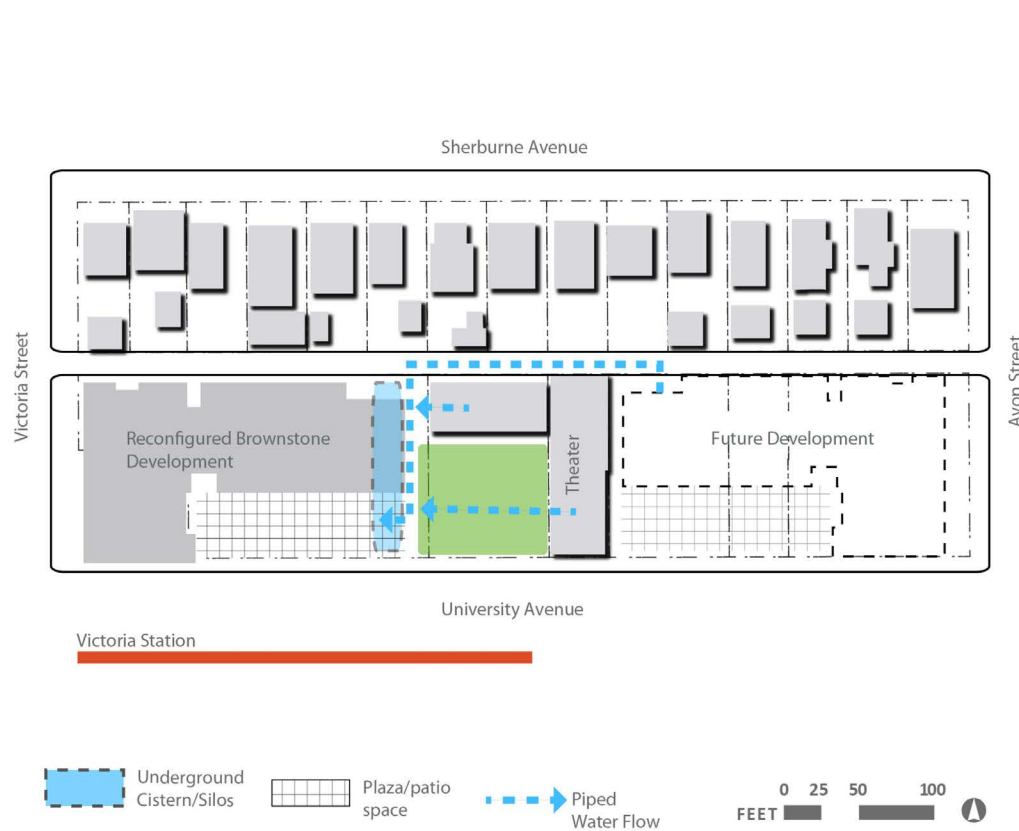 Sherburne Avenue
Victoria Street
Avon Street
Reconfigured Brownstone
Development
Theater
Future Development
University Avenue
Victoria Station
Underground
Cistern/Silos
Plaza/patio
space
Piped
Water Flow
0 25 50 100
FEET